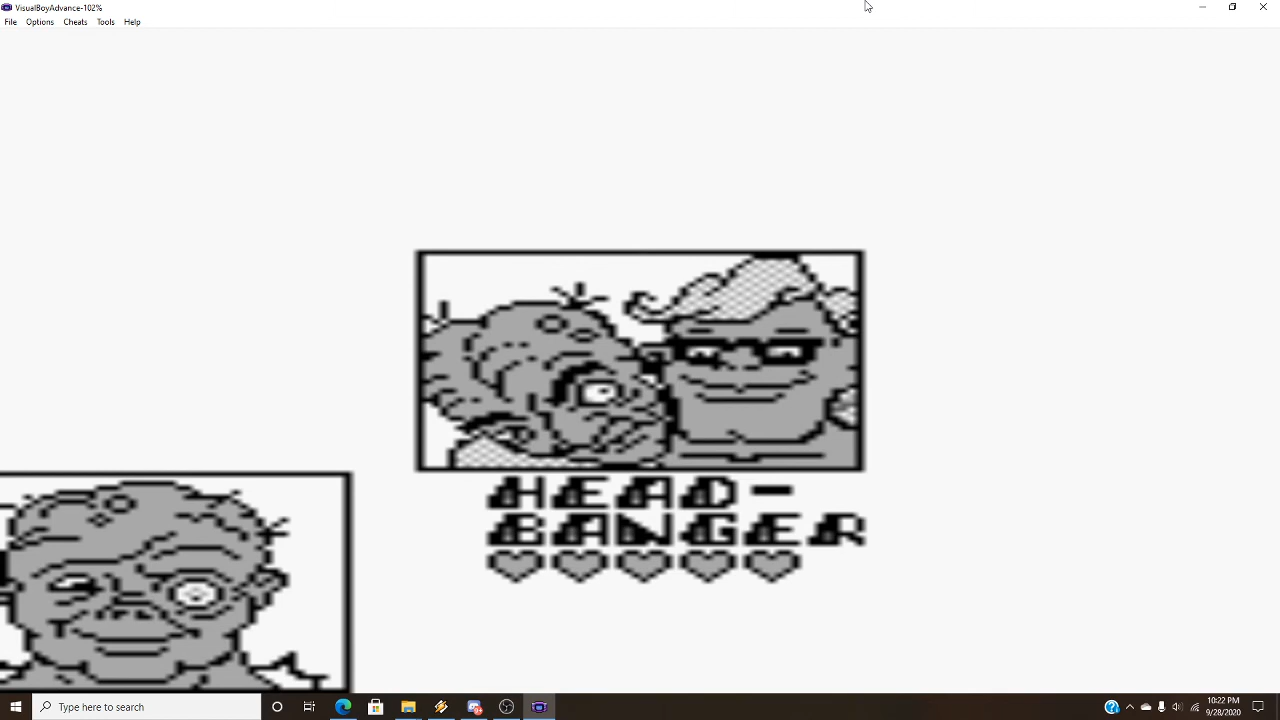 VisualBoyAdvance-102%
File Options Cheats Tools Help
HEAD-
BANGER
Type here to search
10:22 PM
9/28/2020